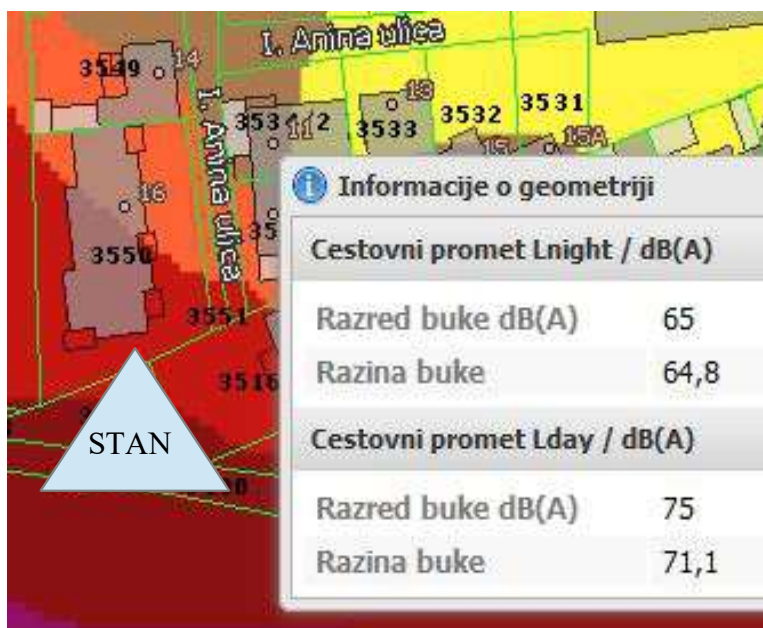 I. Anina ulica
3549
14
I. Anina ulica
11
3533
13
3532
3531
15
15A
16
3550
3551
3516
STAN
Informacije o geometriji
Cestovni promet Lnight / dB(A)
Razred buke dB(A) 65
Razina buke 64,8
Cestovni promet Lday / dB(A)
Razred buke dB(A) 75
Razina buke 71,1